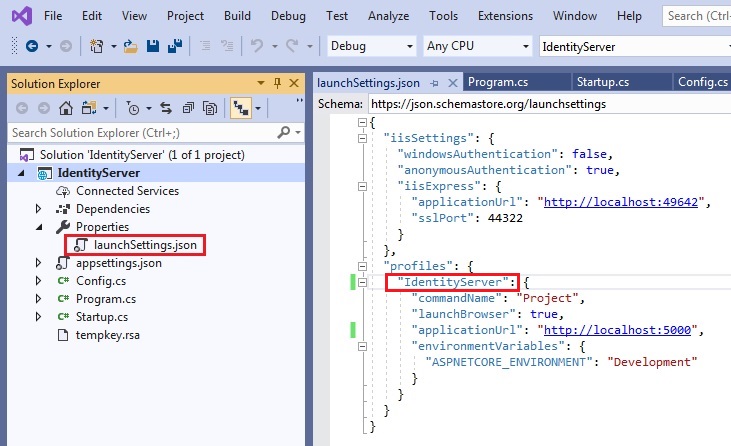 File Edit View Project Build Debug Test Analyze Tools Extensions Window Help Search (Ct
Debug Any CPU IdentityServer
Solution Explorer
Search Solution Explorer (Ctrl+;)
Solution 'IdentityServer' (1 of 1 project)
IdentityServer
Connected Services
Dependencies
Properties
launchSettings.json
appsettings.json
Config.cs
Program.cs
Startup.cs
tempkey.rsa
launchSettings.json Program.cs Startup.cs Config.cs
Schema: https://json.schemastore.org/launchsettings
{
"iisSettings": {
"windowsAuthentication": false,
"anonymousAuthentication": true,
"iisExpress": {
"applicationUrl": "http://localhost:49642",
"sslPort": 44322
}
},
"profiles": {
"IdentityServer": {
"commandName": "Project",
"launchBrowser": true,
"applicationUrl": "http://localhost:5000",
"environmentVariables": {
"ASPNETCORE_ENVIRONMENT": "Development"
}
}
}
}